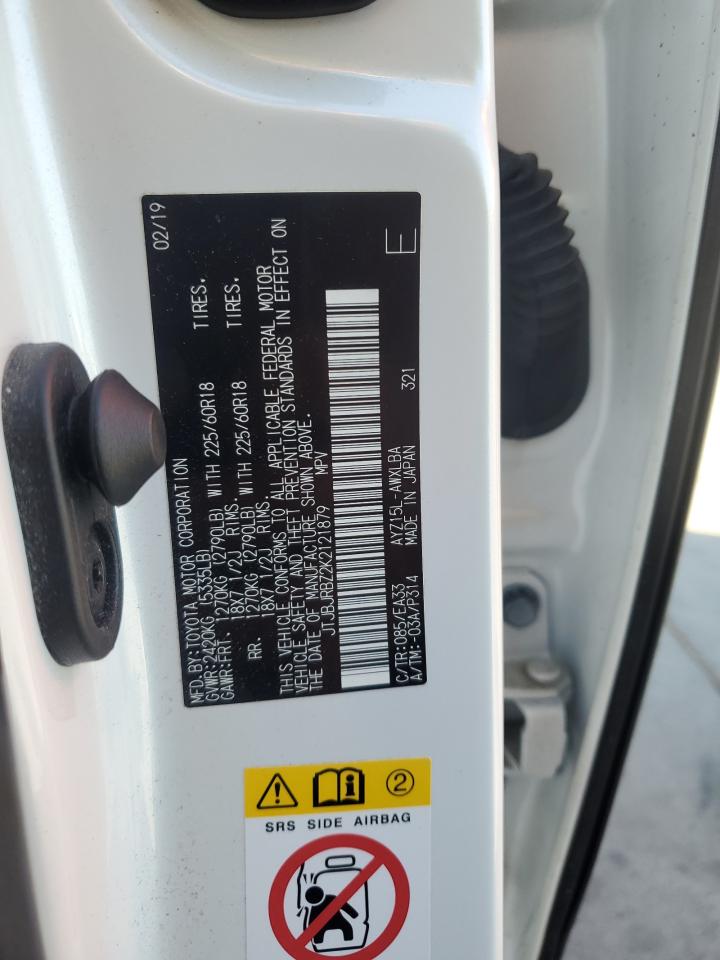 MFD.BY:TOYOTA MOTOR CORPORATION 02/19
GVWR:2420KG (5335LB)
GAWR:FRT. 1270KG (2790LB) WITH 225/60R18 TIRES.
18X7 1/2J RIMS.
RR. 1270KG (2790LB) WITH 225/60R18 TIRES.
18X7 1/2J RIMS.
THIS VEHICLE CONFORMS TO ALL APPLICABLE FEDERAL MOTOR
VEHICLE SAFETY AND THEFT PREVENTION STANDARDS IN EFFECT ON
THE DATE OF MANUFACTURE SHOWN ABOVE.
JTJBJRBZ2K2121879 MPV
C/TR:085/EA33 AYZ15L-AWXLBA
A/TM:-03A/P314 MADE IN JAPAN 321
E
2
SRS SIDE AIRBAG